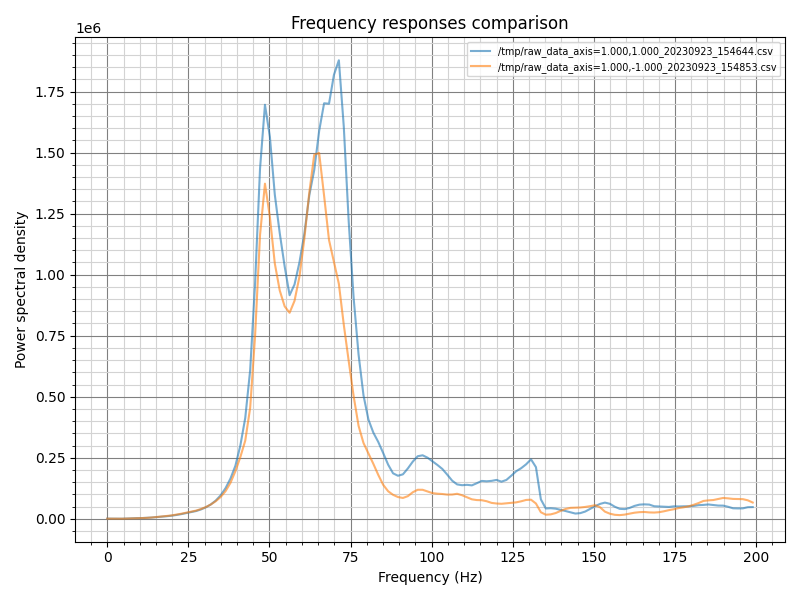 Frequency responses comparison
1e6
/tmp/raw_data_axis=1.000,1.000_20230923_154644.csv
/tmp/raw_data_axis=1.000,-1.000_20230923_154853.csv
Power spectral density
1.75
1.50
1.25
1.00
0.75
0.50
0.25
0.00
0 25 50 75 100 125 150 175 200
Frequency (Hz)